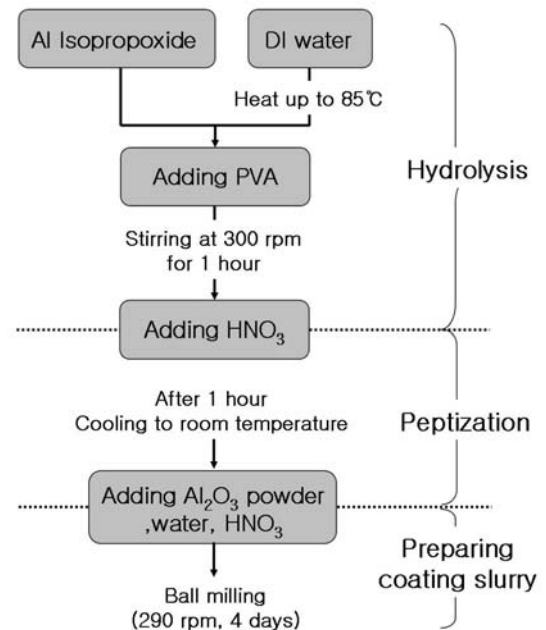 Al Isopropoxide
DI water
Heat up to 85℃
Adding PVA
Hydrolysis
Stirring at 300 rpm
for 1 hour
Adding HNO₃
After 1 hour
Cooling to room temperature
Peptization
Adding Al₂O₃ powder
,water, HNO₃
Preparing
coating slurry
Ball milling
(290 rpm, 4 days)